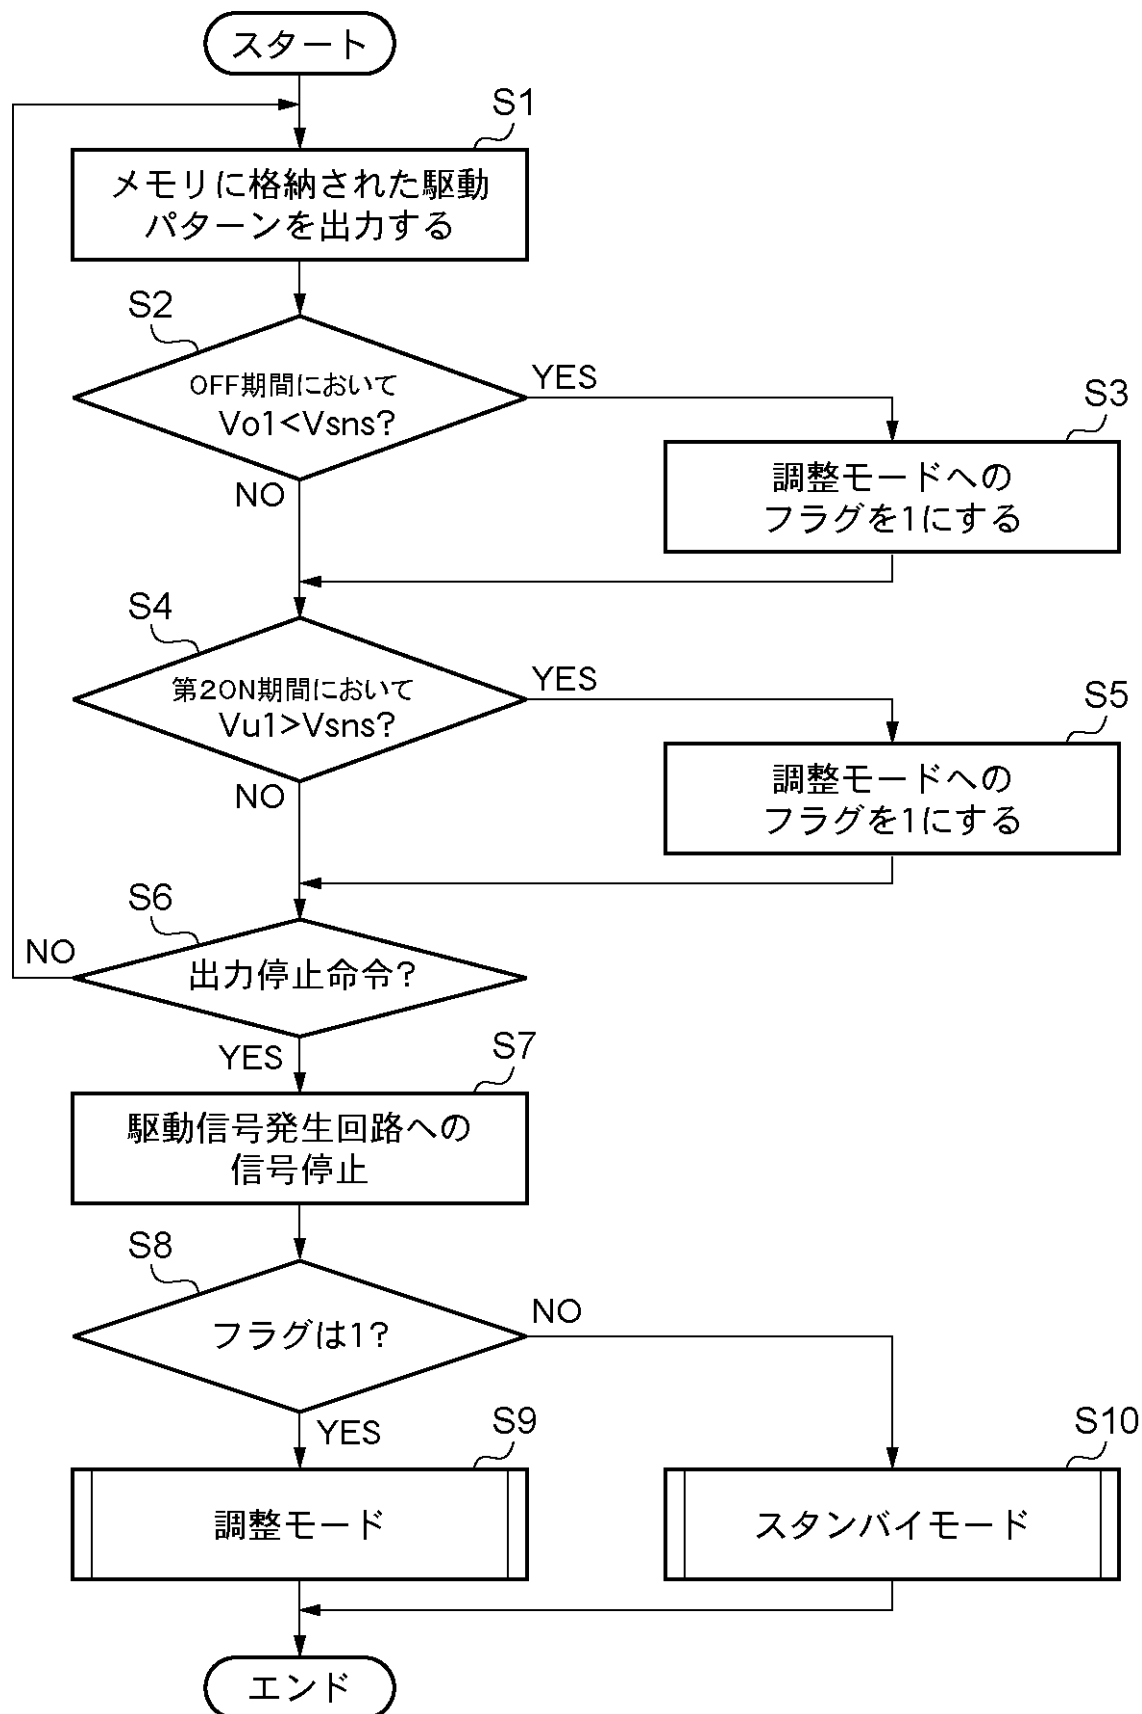 スタート
S1
メモリに格納された駆動
パターンを出力する
S2
OFF期間において
Vo1<Vsns?
YES
NO
S3
調整モードへの
フラグを1にする
S4
第2ON期間において
Vu1>Vsns?
YES
NO
S5
調整モードへの
フラグを1にする
S6
出力停止命令?
NO
YES
S7
駆動信号発生回路への
信号停止
S8
フラグは1?
NO
YES
S9
調整モード
S10
スタンバイモード
エンド